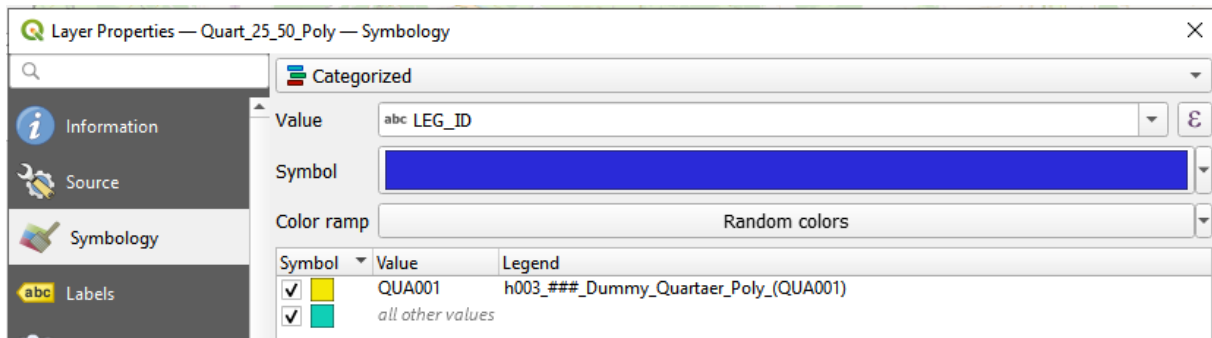 Layer Properties — Quart_25_50_Poly — Symbology
Categorized
Information
Value abc LEG_ID ε
Source
Symbol
Symbology
Color ramp Random colors
Symbol Value Legend
abc Labels
QUA001 h003_###_Dummy_Quartaer_Poly_(QUA001)
all other values